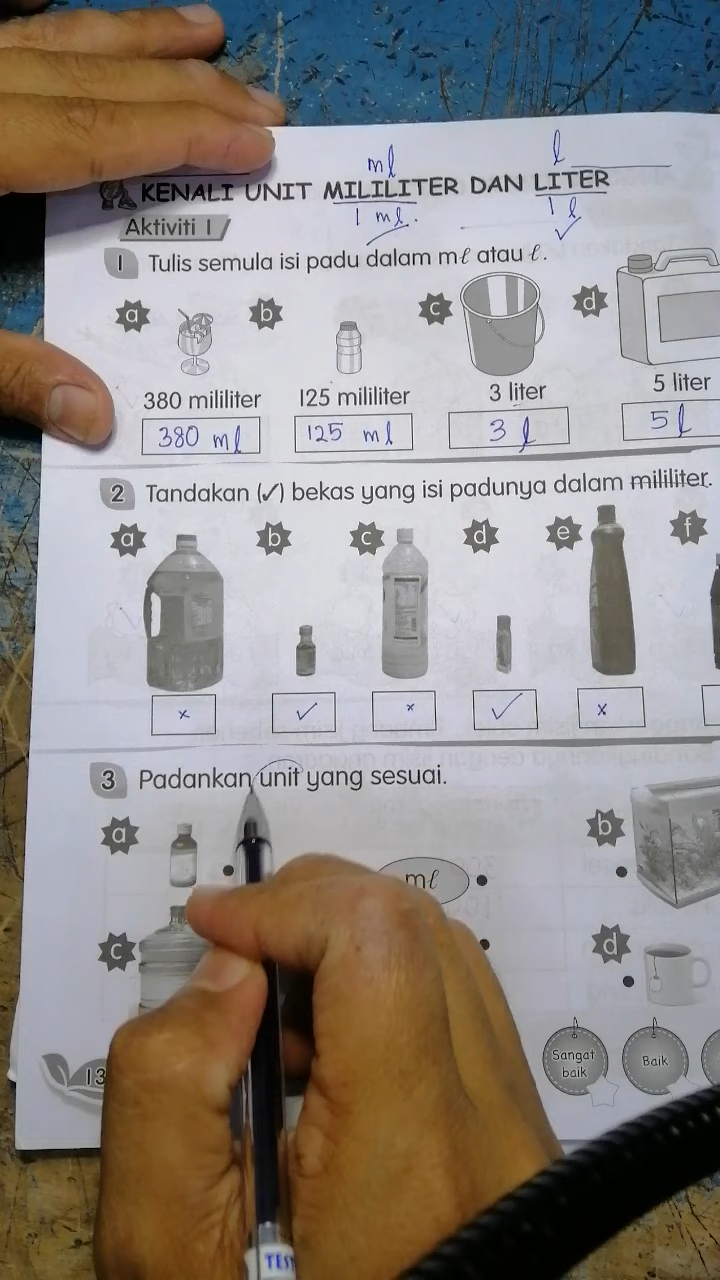 ml l
KENALI UNIT MILILITER DAN LITER
1 ml. 1 l
Aktiviti 1
1 Tulis semula isi padu dalam mℓ atau ℓ.
a b c d
380 mililiter 125 mililiter 3 liter 5 liter
380 ml 125 ml 3 l 5 l
2 Tandakan (✓) bekas yang isi padunya dalam mililiter.
a b c d e f
× ✓ × ✓ ×
3 Padankan unit yang sesuai.
a mℓ b
c d
Sangat baik Baik
13
TEST